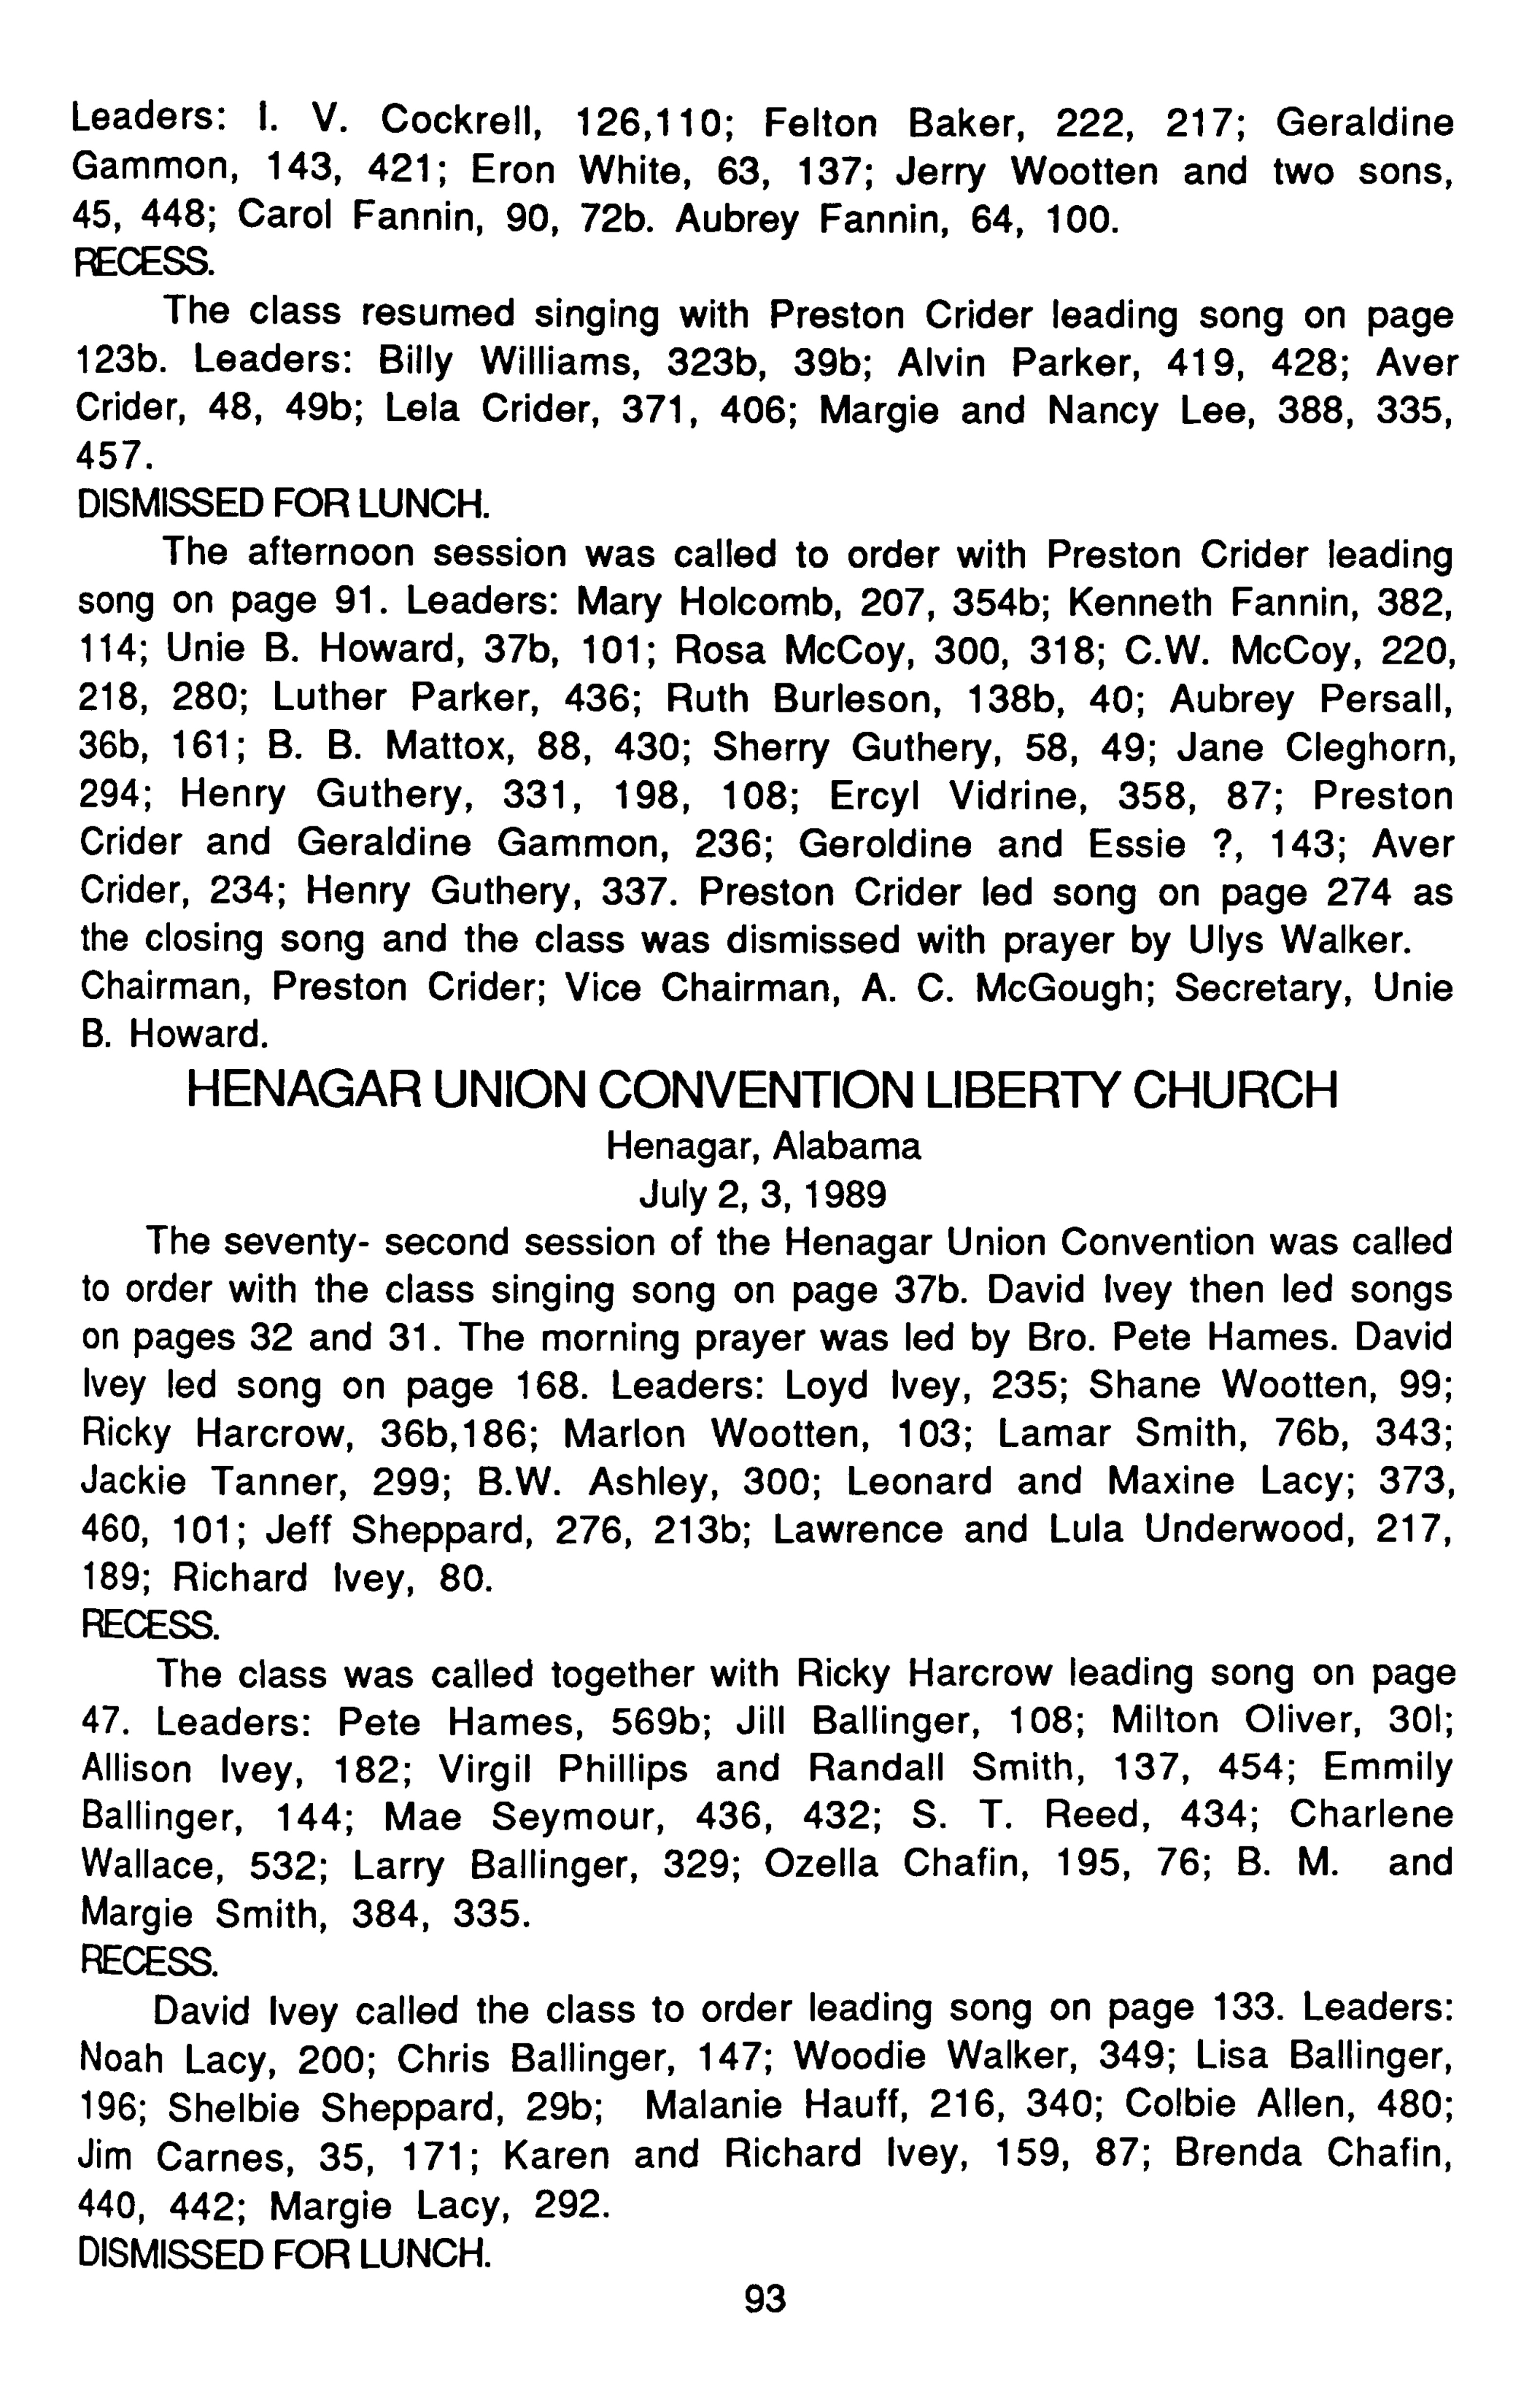 Leaders: I. V. Cockrell, 126,110; Felton Baker, 222, 217; Geraldine
Gammon, 143, 421; Eron White, 63, 137; Jerry Wootten and two sons,
45, 448; Carol Fannin, 90, 72b. Aubrey Fannin, 64, 100.
RECESS.
The class resumed singing with Preston Crider leading song on page
123b. Leaders: Billy Williams, 323b, 39b; Alvin Parker, 419, 428; Aver
Crider, 48, 49b; Lela Crider, 371, 406; Margie and Nancy Lee, 388, 335,
457.
DISMISSED FOR LUNCH.
The afternoon session was called to order with Preston Crider leading
song on page 91. Leaders: Mary Holcomb, 207, 354b; Kenneth Fannin, 382,
114; Unie B. Howard, 37b, 101; Rosa McCoy, 300, 318; C.W. McCoy, 220,
218, 280; Luther Parker, 436; Ruth Burleson, 138b, 40; Aubrey Persall,
36b, 161; B. B. Mattox, 88, 430; Sherry Guthery, 58, 49; Jane Cleghorn,
294; Henry Guthery, 331, 198, 108; Ercyl Vidrine, 358, 87; Preston
Crider and Geraldine Gammon, 236; Geroldine and Essie ?, 143; Aver
Crider, 234; Henry Guthery, 337. Preston Crider led song on page 274 as
the closing song and the class was dismissed with prayer by Ulys Walker.
Chairman, Preston Crider; Vice Chairman, A. C. McGough; Secretary, Unie
B. Howard.
HENAGAR UNION CONVENTION LIBERTY CHURCH
Henagar, Alabama
July 2, 3, 1989
The seventy- second session of the Henagar Union Convention was called
to order with the class singing song on page 37b. David Ivey then led songs
on pages 32 and 31. The morning prayer was led by Bro. Pete Hames. David
Ivey led song on page 168. Leaders: Loyd Ivey, 235; Shane Wootten, 99;
Ricky Harcrow, 36b,186; Marlon Wootten, 103; Lamar Smith, 76b, 343;
Jackie Tanner, 299; B.W. Ashley, 300; Leonard and Maxine Lacy; 373,
460, 101; Jeff Sheppard, 276, 213b; Lawrence and Lula Underwood, 217,
189; Richard Ivey, 80.
RECESS.
The class was called together with Ricky Harcrow leading song on page
47. Leaders: Pete Hames, 569b; Jill Ballinger, 108; Milton Oliver, 30l;
Allison Ivey, 182; Virgil Phillips and Randall Smith, 137, 454; Emmily
Ballinger, 144; Mae Seymour, 436, 432; S. T. Reed, 434; Charlene
Wallace, 532; Larry Ballinger, 329; Ozella Chafin, 195, 76; B. M. and
Margie Smith, 384, 335.
RECESS.
David Ivey called the class to order leading song on page 133. Leaders:
Noah Lacy, 200; Chris Ballinger, 147; Woodie Walker, 349; Lisa Ballinger,
196; Shelbie Sheppard, 29b; Malanie Hauff, 216, 340; Colbie Allen, 480;
Jim Carnes, 35, 171; Karen and Richard Ivey, 159, 87; Brenda Chafin,
440, 442; Margie Lacy, 292.
DISMISSED FOR LUNCH.
93